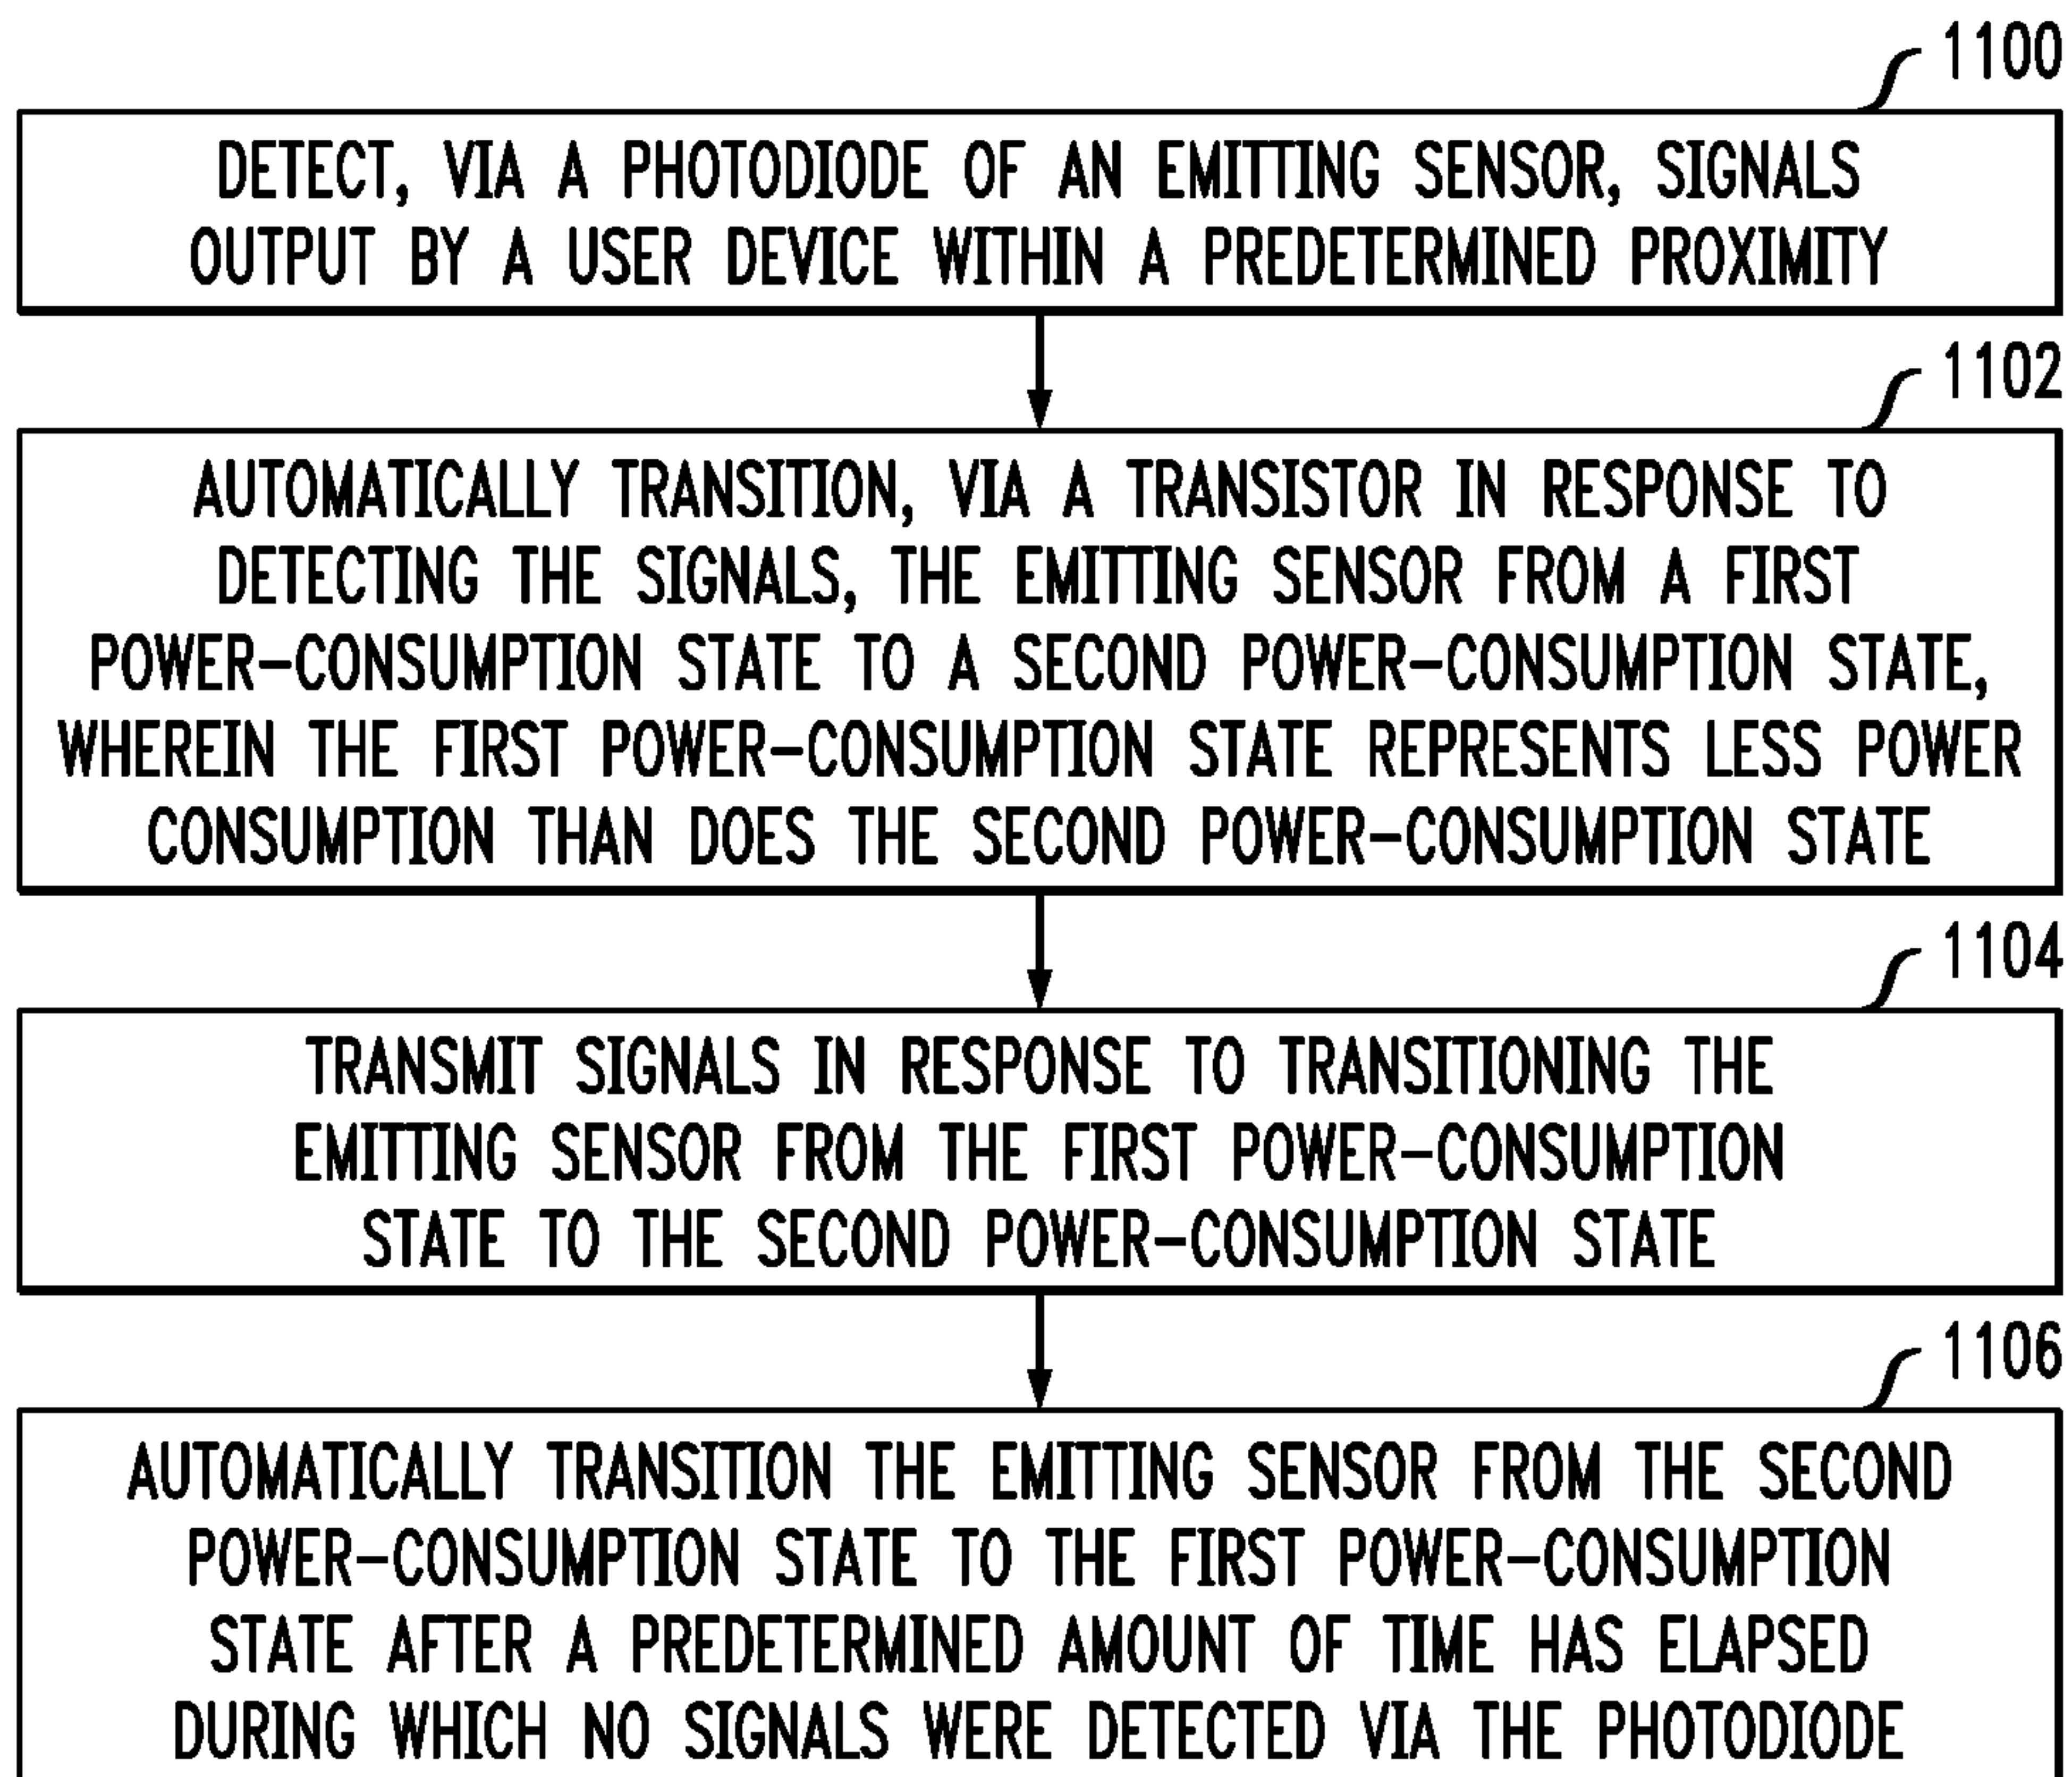 1100
DETECT, VIA A PHOTODIODE OF AN EMITTING SENSOR, SIGNALS
OUTPUT BY A USER DEVICE WITHIN A PREDETERMINED PROXIMITY
1102
AUTOMATICALLY TRANSITION, VIA A TRANSISTOR IN RESPONSE TO
DETECTING THE SIGNALS, THE EMITTING SENSOR FROM A FIRST
POWER-CONSUMPTION STATE TO A SECOND POWER-CONSUMPTION STATE,
WHEREIN THE FIRST POWER-CONSUMPTION STATE REPRESENTS LESS POWER
CONSUMPTION THAN DOES THE SECOND POWER-CONSUMPTION STATE
1104
TRANSMIT SIGNALS IN RESPONSE TO TRANSITIONING THE
EMITTING SENSOR FROM THE FIRST POWER-CONSUMPTION
STATE TO THE SECOND POWER-CONSUMPTION STATE
1106
AUTOMATICALLY TRANSITION THE EMITTING SENSOR FROM THE SECOND
POWER-CONSUMPTION STATE TO THE FIRST POWER-CONSUMPTION
STATE AFTER A PREDETERMINED AMOUNT OF TIME HAS ELAPSED
DURING WHICH NO SIGNALS WERE DETECTED VIA THE PHOTODIODE